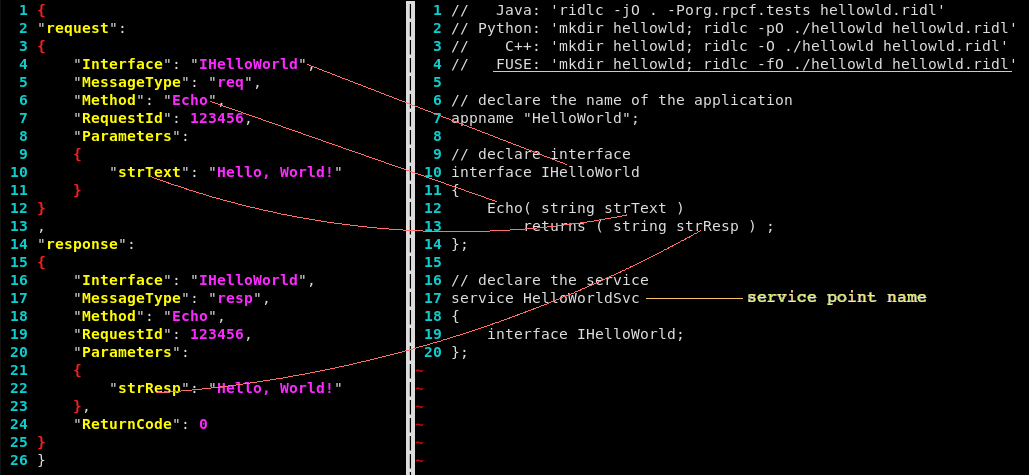 1 {
2 "request":
3 {
4 "Interface": "IHelloWorld",
5 "MessageType": "req",
6 "Method": "Echo",
7 "RequestId": 123456,
8 "Parameters":
9 {
10 "strText": "Hello, World!"
11 }
12 }
13 ,
14 "response":
15 {
16 "Interface": "IHelloWorld",
17 "MessageType": "resp",
18 "Method": "Echo",
19 "RequestId": 123456,
20 "Parameters":
21 {
22 "strResp": "Hello, World!"
23 },
24 "ReturnCode": 0
25 }
26 }
1 //   Java: 'ridlc -jO . -Porg.rpcf.tests hellowld.ridl'
2 // Python: 'mkdir hellowld; ridlc -pO ./hellowld hellowld.ridl'
3 //    C++: 'mkdir hellowld; ridlc -O ./hellowld hellowld.ridl'
4 //   FUSE: 'mkdir hellowld; ridlc -fO ./hellowld hellowld.ridl'
5
6 // declare the name of the application
7 appname "HelloWorld";
8
9 // declare interface
10 interface IHelloWorld
11 {
12 Echo( string strText )
13 returns ( string strResp ) ;
14 };
15
16 // declare the service
17 service HelloWorldSvc service point name
18 {
19 interface IHelloWorld;
20 };
~
~
~
~
~
~